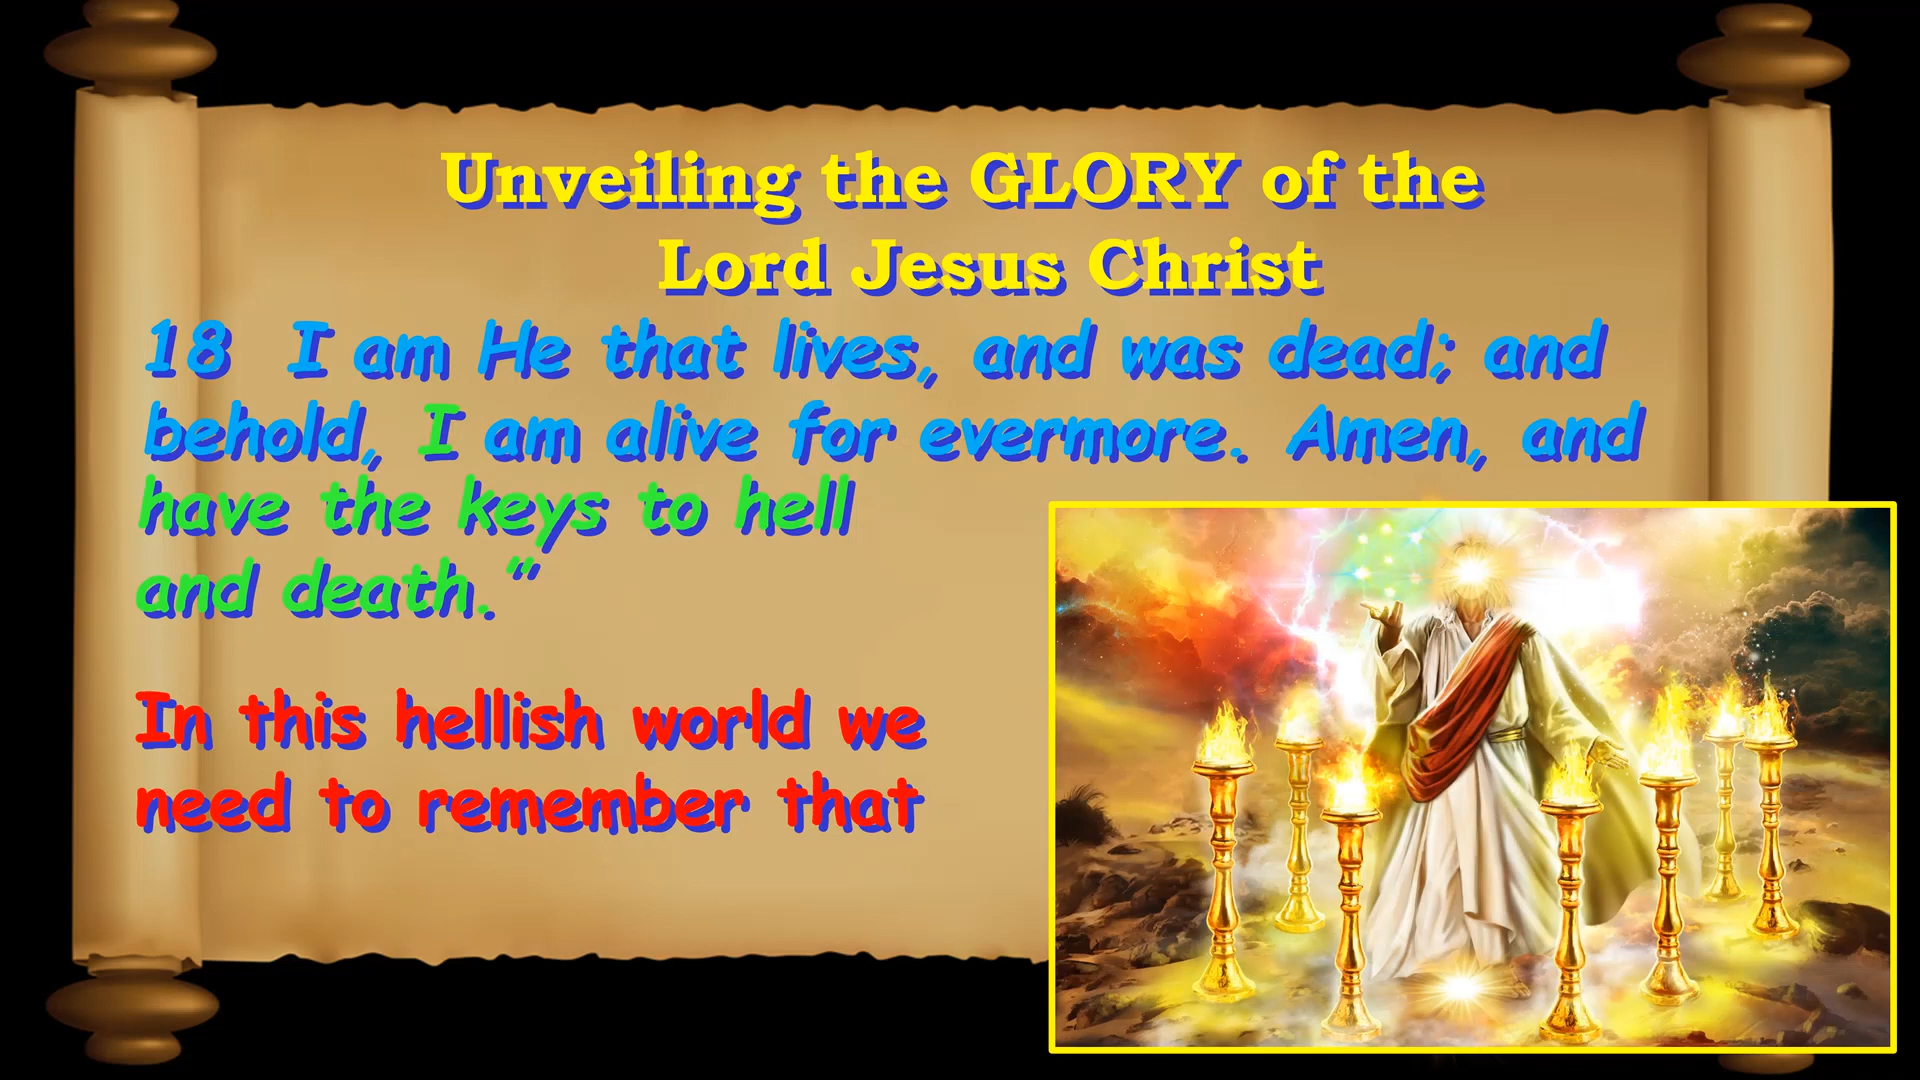 Unveiling the GLORY of the
Lord Jesus Christ
18 I am He that lives, and was dead; and
behold, I am alive for evermore. Amen, and
have the keys to hell
and death.”
In this hellish world we
need to remember that